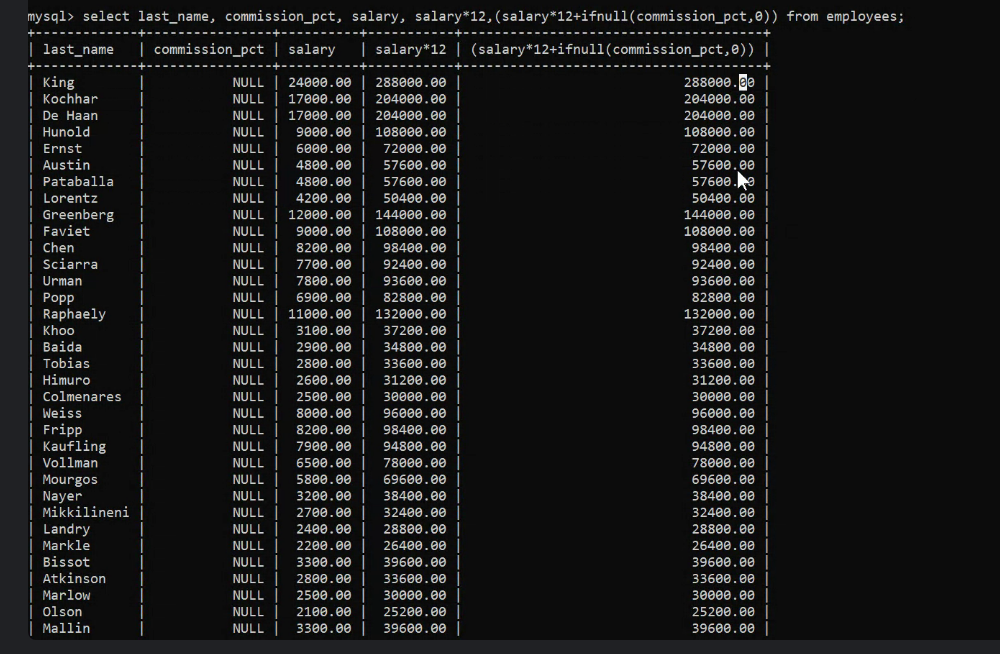 mysql> select last_name, commission_pct, salary, salary*12,(salary*12+ifnull(commission_pct,0)) from employees;
+-------------+----------------+----------+-----------+--------------------------------------+
| last_name | commission_pct | salary | salary*12 | (salary*12+ifnull(commission_pct,0)) |
+-------------+----------------+----------+-----------+--------------------------------------+
| King | NULL | 24000.00 | 288000.00 | 288000.00 |
| Kochhar | NULL | 17000.00 | 204000.00 | 204000.00 |
| De Haan | NULL | 17000.00 | 204000.00 | 204000.00 |
| Hunold | NULL | 9000.00 | 108000.00 | 108000.00 |
| Ernst | NULL | 6000.00 | 72000.00 | 72000.00 |
| Austin | NULL | 4800.00 | 57600.00 | 57600.00 |
| Pataballa | NULL | 4800.00 | 57600.00 | 57600.00 |
| Lorentz | NULL | 4200.00 | 50400.00 | 50400.00 |
| Greenberg | NULL | 12000.00 | 144000.00 | 144000.00 |
| Faviet | NULL | 9000.00 | 108000.00 | 108000.00 |
| Chen | NULL | 8200.00 | 98400.00 | 98400.00 |
| Sciarra | NULL | 7700.00 | 92400.00 | 92400.00 |
| Urman | NULL | 7800.00 | 93600.00 | 93600.00 |
| Popp | NULL | 6900.00 | 82800.00 | 82800.00 |
| Raphaely | NULL | 11000.00 | 132000.00 | 132000.00 |
| Khoo | NULL | 3100.00 | 37200.00 | 37200.00 |
| Baida | NULL | 2900.00 | 34800.00 | 34800.00 |
| Tobias | NULL | 2800.00 | 33600.00 | 33600.00 |
| Himuro | NULL | 2600.00 | 31200.00 | 31200.00 |
| Colmenares | NULL | 2500.00 | 30000.00 | 30000.00 |
| Weiss | NULL | 8000.00 | 96000.00 | 96000.00 |
| Fripp | NULL | 8200.00 | 98400.00 | 98400.00 |
| Kaufling | NULL | 7900.00 | 94800.00 | 94800.00 |
| Vollman | NULL | 6500.00 | 78000.00 | 78000.00 |
| Mourgos | NULL | 5800.00 | 69600.00 | 69600.00 |
| Nayer | NULL | 3200.00 | 38400.00 | 38400.00 |
| Mikkilineni | NULL | 2700.00 | 32400.00 | 32400.00 |
| Landry | NULL | 2400.00 | 28800.00 | 28800.00 |
| Markle | NULL | 2200.00 | 26400.00 | 26400.00 |
| Bissot | NULL | 3300.00 | 39600.00 | 39600.00 |
| Atkinson | NULL | 2800.00 | 33600.00 | 33600.00 |
| Marlow | NULL | 2500.00 | 30000.00 | 30000.00 |
| Olson | NULL | 2100.00 | 25200.00 | 25200.00 |
| Mallin | NULL | 3300.00 | 39600.00 | 39600.00 |